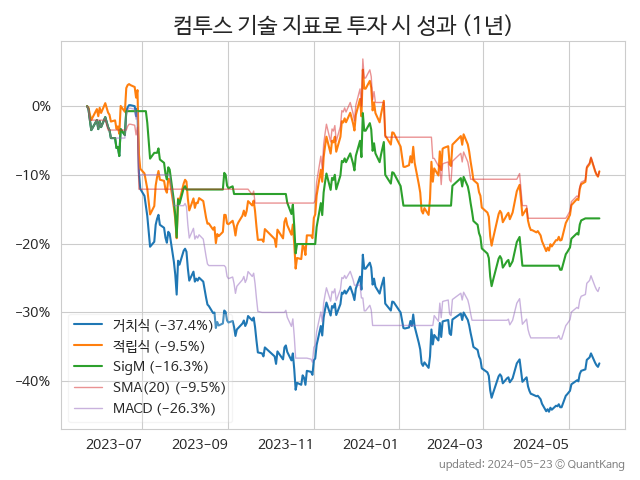 컴투스 기술 지표로 투자 시 성과 (1년)
0%
−10%
−20%
−30%
−40%
거치식 (−37.4%)
적립식 (−9.5%)
SigM (−16.3%)
SMA(20) (−9.5%)
MACD (−26.3%)
2023−07 2023−09 2023−11 2024−01 2024−03 2024−05
updated: 2024−05−23 © QuantKang